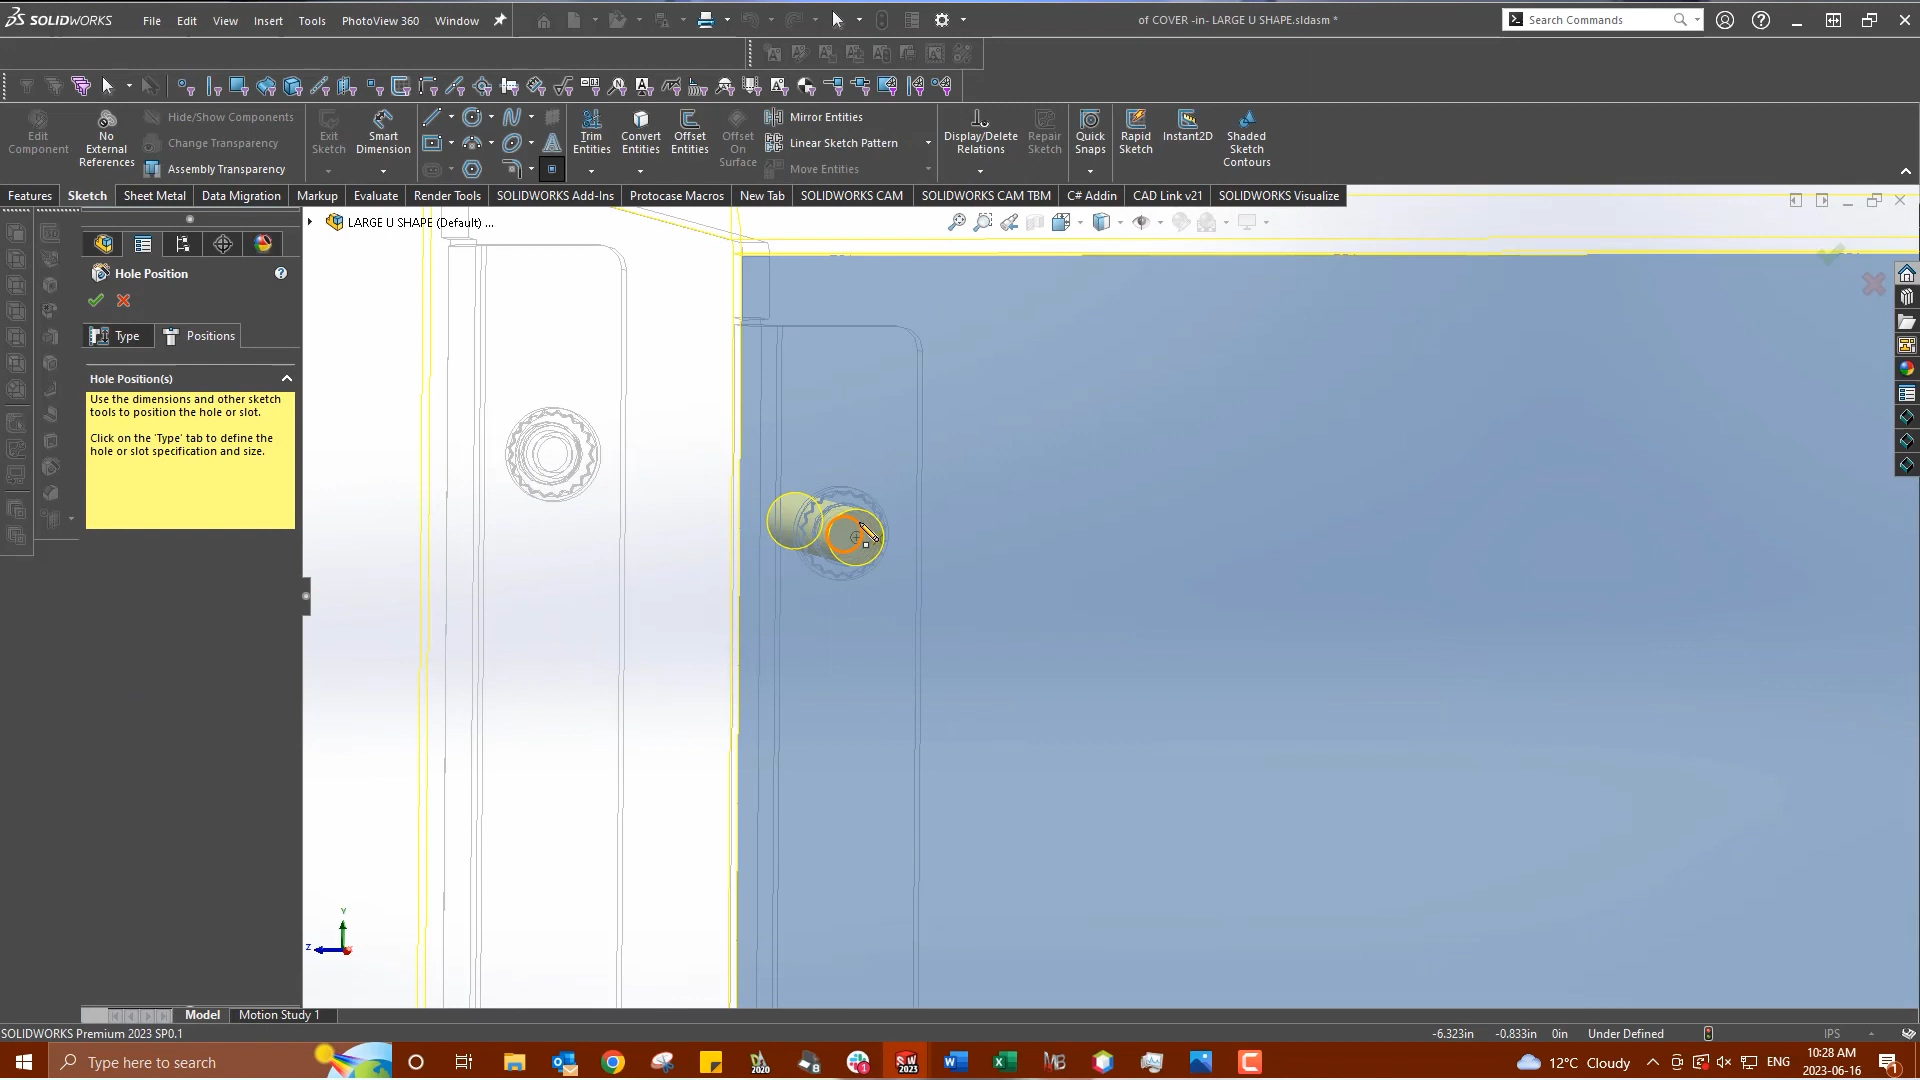 SOLIDWORKS File Edit View Insert Tools PhotoView 360 Window
of COVER -in- LARGE U SHAPE.sldasm *
Search Commands
Edit Component
No External References
Hide/Show Components
Change Transparency
Assembly Transparency
Exit Sketch
Smart Dimension
Trim Entities
Convert Entities
Offset Entities
Offset On Surface
Mirror Entities
Linear Sketch Pattern
Move Entities
Display/Delete Relations
Repair Sketch
Quick Snaps
Rapid Sketch
Instant2D
Shaded Sketch Contours
Features Sketch Sheet Metal Data Migration Markup Evaluate Render Tools SOLIDWORKS Add-Ins Protocase Macros New Tab SOLIDWORKS CAM SOLIDWORKS CAM TBM C# Addin CAD Link v21 SOLIDWORKS Visualize
LARGE U SHAPE (Default) ...
Hole Position
Type Positions
Hole Position(s)
Use the dimensions and other sketch
tools to position the hole or slot.
Click on the 'Type' tab to define the
hole or slot specification and size.
Y
Z
Model Motion Study 1
SOLIDWORKS Premium 2023 SP0.1
-6.323in -0.833in 0in Under Defined IPS
Type here to search
12°C Cloudy
ENG
10:28 AM
2023-06-16